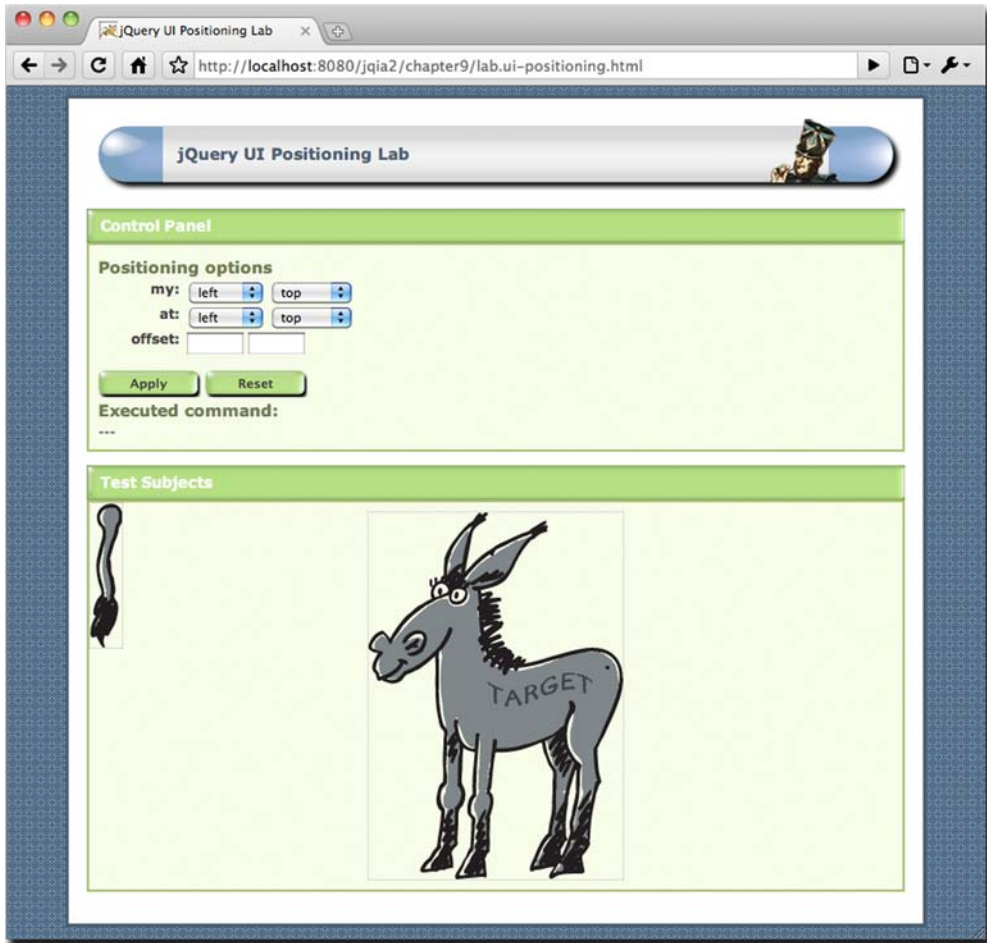 jQuery UI Positioning Lab
http://localhost:8080/jqia2/chapter9/lab.ui-positioning.html
jQuery UI Positioning Lab
Control Panel
Positioning options
my: left top
at: left top
offset:
Apply Reset
Executed command:
---
Test Subjects
TARGET